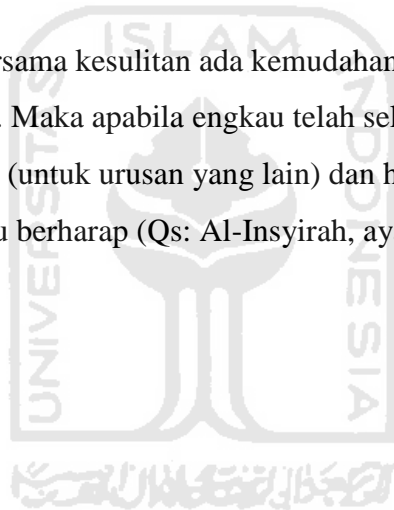 ISLAM
rsama kesulitan ada kemudahan
. Maka apabila engkau telah sel
(untuk urusan yang lain) dan h
u berharap (Qs: Al-Insyirah, ay
UNIVERSITAS
INDONESIA